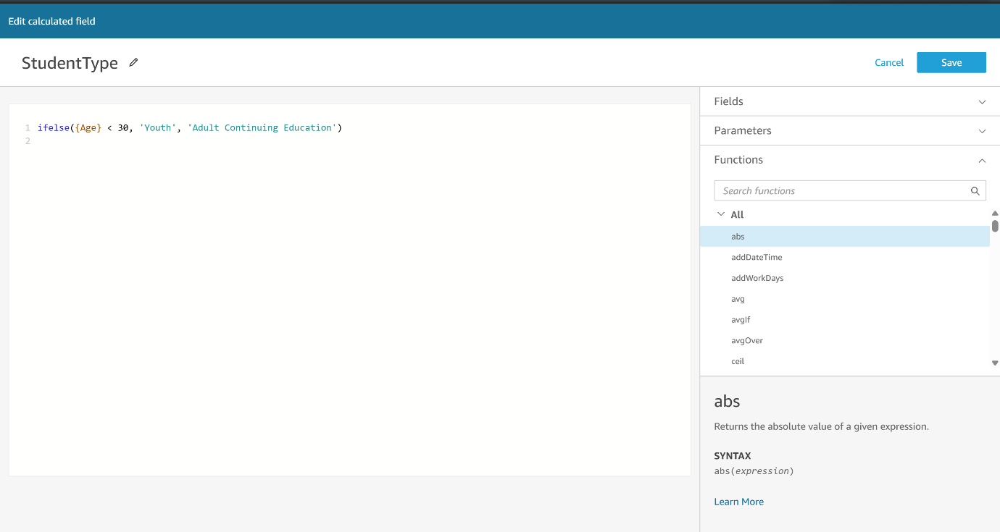 Edit calculated field
StudentType
Cancel
Save
1 ifelse({Age} < 30, 'Youth', 'Adult Continuing Education')
2
Fields
Parameters
Functions
Search functions
All
abs
addDateTime
addWorkDays
avg
avgIf
avgOver
ceil
abs
Returns the absolute value of a given expression.
SYNTAX
abs(expression)
Learn More